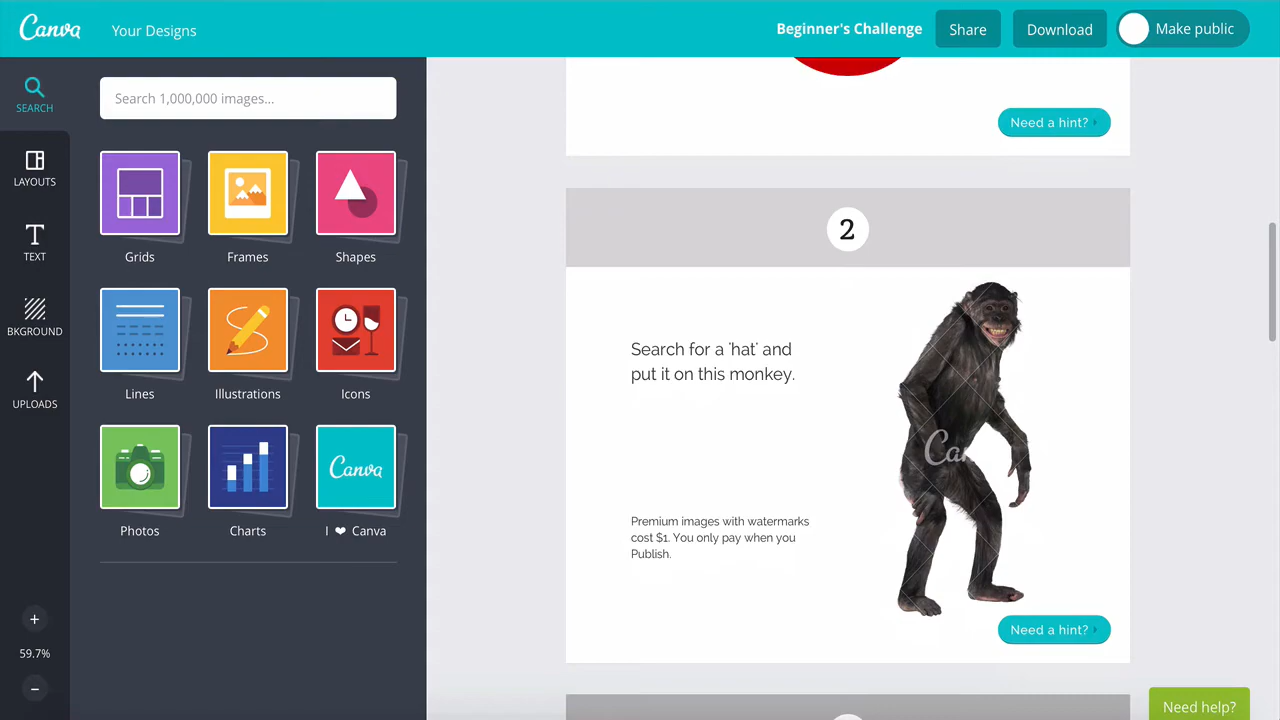 Canva
Your Designs
Beginner's Challenge
Share
Download
Make public
SEARCH
LAYOUTS
TEXT
BKGROUND
UPLOADS
+
59.7%
–
Search 1,000,000 images...
Grids
Frames
Shapes
Lines
Illustrations
Icons
Canva
Photos
Charts
I ❤ Canva
Need a hint?
2
Search for a 'hat' and
put it on this monkey.
Premium images with watermarks
cost $1. You only pay when you
Publish.
Need a hint?
Need help?